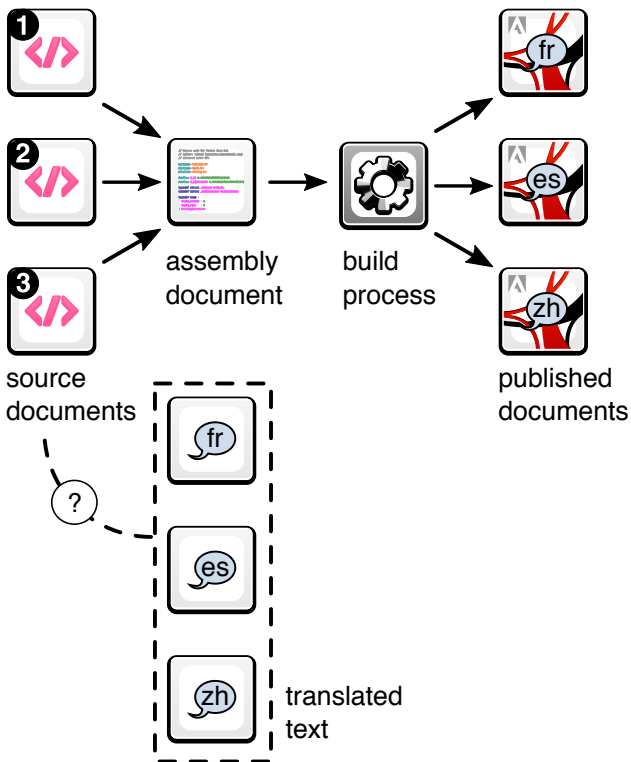 1
</>
fr
2
</>
es
assembly
document
build
process
3
</>
zh
source
documents
published
documents
fr
?
es
zh
translated
text